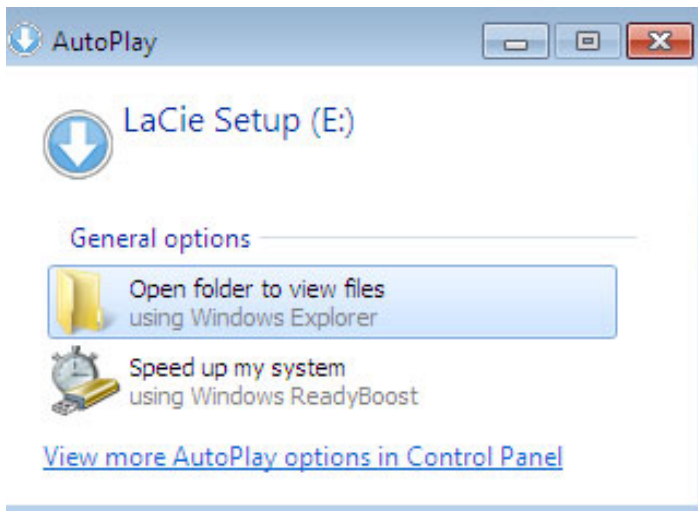 AutoPlay
LaCie Setup (E:)
General options
Open folder to view files
using Windows Explorer
Speed up my system
using Windows ReadyBoost
View more AutoPlay options in Control Panel